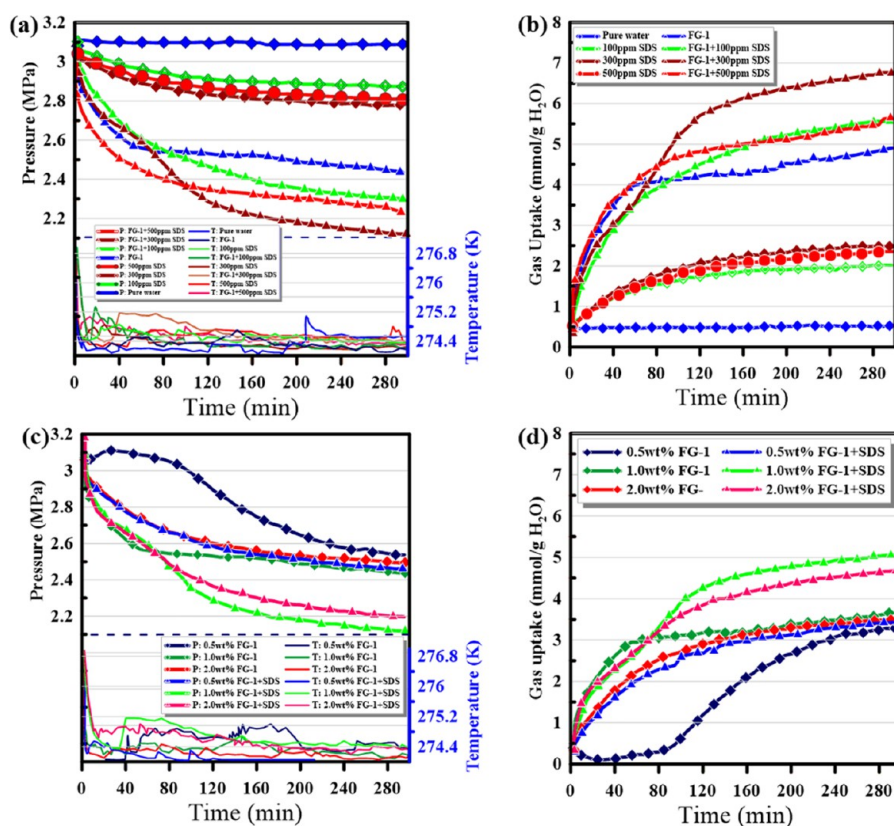 (a)
3.2
3
2.8
2.6
2.4
2.2
Pressure (MPa)
P: FG-1+500ppm SDS
P: FG-1+300ppm SDS
P: FG-1+100ppm SDS
P: FG-1
P: 500ppm SDS
P: 300ppm SDS
P: 100ppm SDS
P: Pure water
T: Pure water
T: FG-1
T: 100ppm SDS
T: FG-1+100ppm SDS
T: 300ppm SDS
T: FG-1+300ppm SDS
T: 500ppm SDS
T: FG-1+500ppm SDS
276.8
276
275.2
274.4
Temperature (K)
0 40 80 120 160 200 240 280
Time (min)
(b)
8
7
6
5
4
3
2
1
0
Gas Uptake (mmol/g H₂O)
Pure water
100ppm SDS
300ppm SDS
500ppm SDS
FG-1
FG-1+100ppm SDS
FG-1+300ppm SDS
FG-1+500ppm SDS
0 40 80 120 160 200 240 280
Time (min)
(c)
3.2
3
2.8
2.6
2.4
2.2
Pressure (MPa)
P: 0.5wt% FG-1
P: 1.0wt% FG-1
P: 2.0wt% FG-1
P: 0.5wt% FG-1+SDS
P: 1.0wt% FG-1+SDS
P: 2.0wt% FG-1+SDS
T: 0.5wt% FG-1
T: 1.0wt% FG-1
T: 2.0wt% FG-1
T: 0.5wt% FG-1+SDS
T: 1.0wt% FG-1+SDS
T: 2.0wt% FG-1+SDS
276.8
276
275.2
274.4
Temperature (K)
0 40 80 120 160 200 240 280
Time (min)
(d)
8
7
6
5
4
3
2
1
0
Gas uptake (mmol/g H₂O)
0.5wt% FG-1
1.0wt% FG-1
2.0wt% FG-
0.5wt% FG-1+SDS
1.0wt% FG-1+SDS
2.0wt% FG-1+SDS
0 40 80 120 160 200 240 280
Time (min)